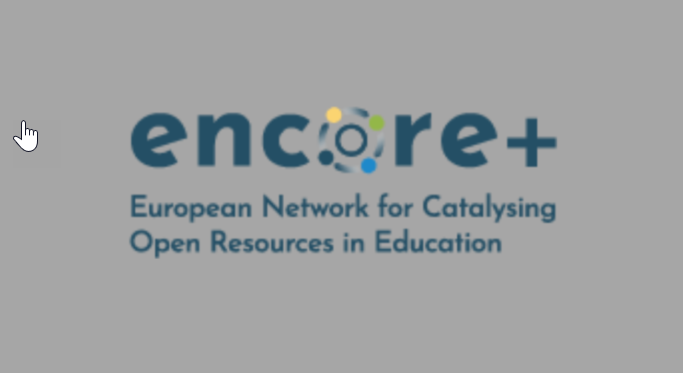 encore+
European Network for Catalysing
Open Resources in Education